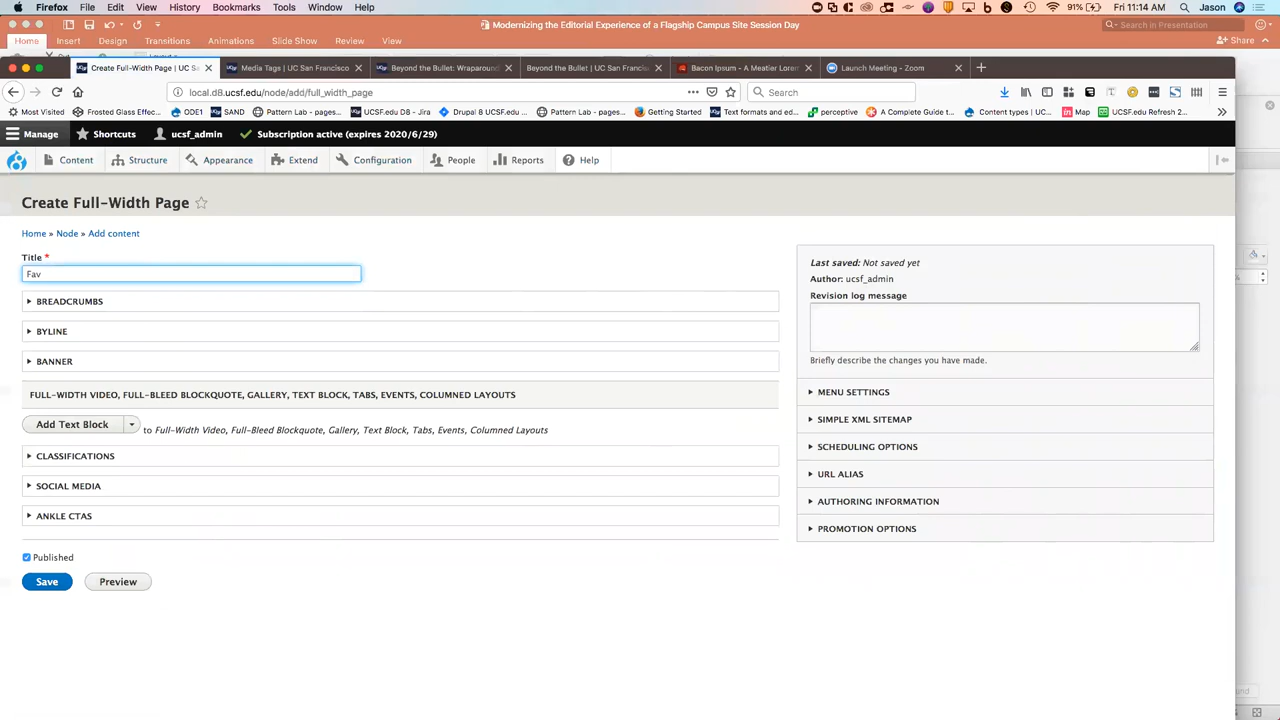 Firefox File Edit View History Bookmarks Tools Window Help 91% Fri 11:14 AM Jason
Modernizing the Editorial Experience of a Flagship Campus Site Session Day Search in Presentation
Home Insert Design Transitions Animations Slide Show Review View Share
Create Full-Width Page | UC Sa Media Tags | UC San Francisco Beyond the Bullet: Wraparound Beyond the Bullet | UC San Franci Bacon Ipsum - A Meatier Lorem Launch Meeting - Zoom
local.d8.ucsf.edu/node/add/full_width_page Search
Most Visited Frosted Glass Effec... ODE1 SAND Pattern Lab - Pattern... UCSF.edu D8 - Jira Drupal 8 UCSF.edu ... Pattern Lab - pattern... Getting Started Text formats and ed... perceptive Content types | UC... Map UCSF.edu Refresh 2...
Manage Shortcuts ucsf_admin Subscription active (expires 2020/6/29)
Content Structure Appearance Extend Configuration People Reports Help
Create Full-Width Page
Home » Node » Add content
Title *
Fav
BREADCRUMBS
BYLINE
BANNER
FULL-WIDTH VIDEO, FULL-BLEED BLOCKQUOTE, GALLERY, TEXT BLOCK, TABS, EVENTS, COLUMNED LAYOUTS
Add Text Block to Full-Width Video, Full-Bleed Blockquote, Gallery, Text Block, Tabs, Events, Columned Layouts
CLASSIFICATIONS
SOCIAL MEDIA
ANKLE CTAS
Published
Save Preview
Last saved: Not saved yet
Author: ucsf_admin
Revision log message
Briefly describe the changes you have made.
MENU SETTINGS
SIMPLE XML SITEMAP
SCHEDULING OPTIONS
URL ALIAS
AUTHORING INFORMATION
PROMOTION OPTIONS